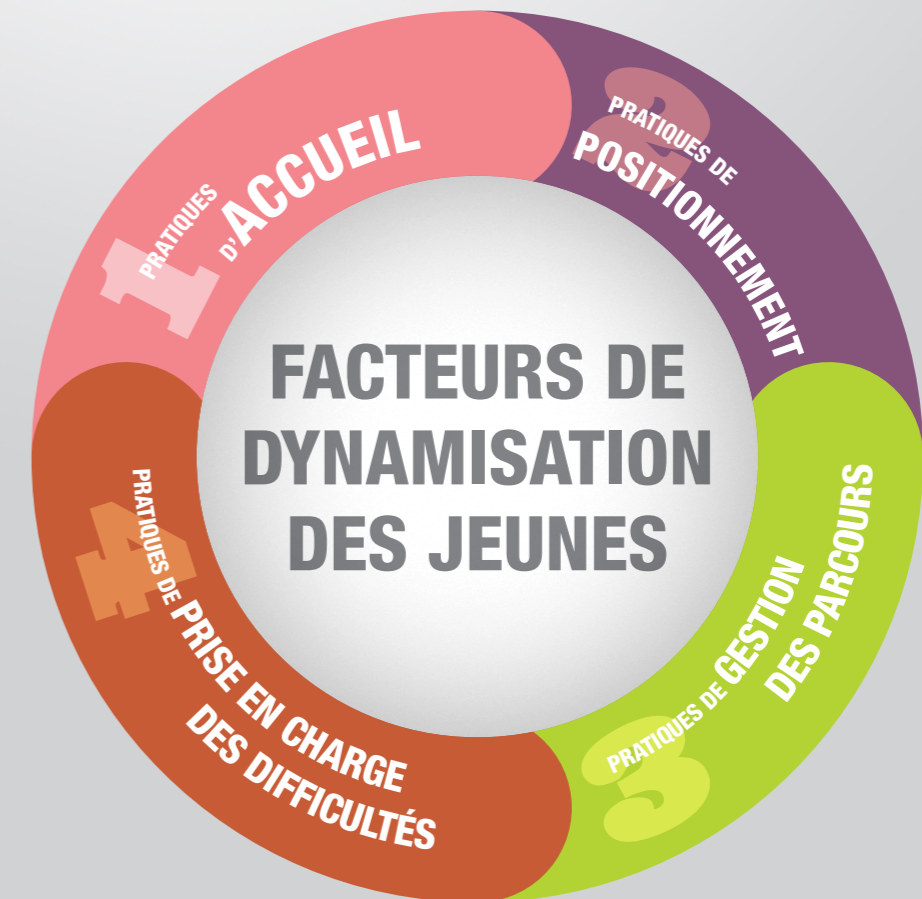 FACTEURS DE
DYNAMISATION
DES JEUNES
1
PRATIQUES
D'ACCUEIL
2
PRATIQUES DE
POSITIONNEMENT
3
PRATIQUES DE GESTION
DES PARCOURS
4
PRATIQUES DE PRISE EN CHARGE
DES DIFFICULTÉS